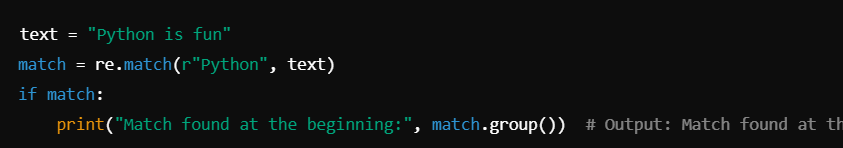 text = "Python is fun"
match = re.match(r"Python", text)
if match:
    print("Match found at the beginning:", match.group())  # Output: Match found at